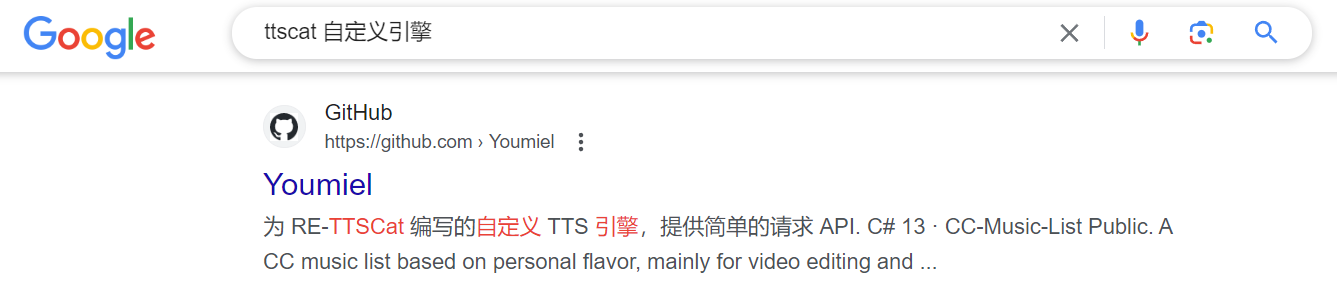 Google
ttscat 自定义引擎
GitHub
https://github.com › Youmiel
Youmiel
为 RE-TTSCat 编写的自定义 TTS 引擎，提供简单的请求 API. C# 13 · CC-Music-List Public. A
CC music list based on personal flavor, mainly for video editing and ...